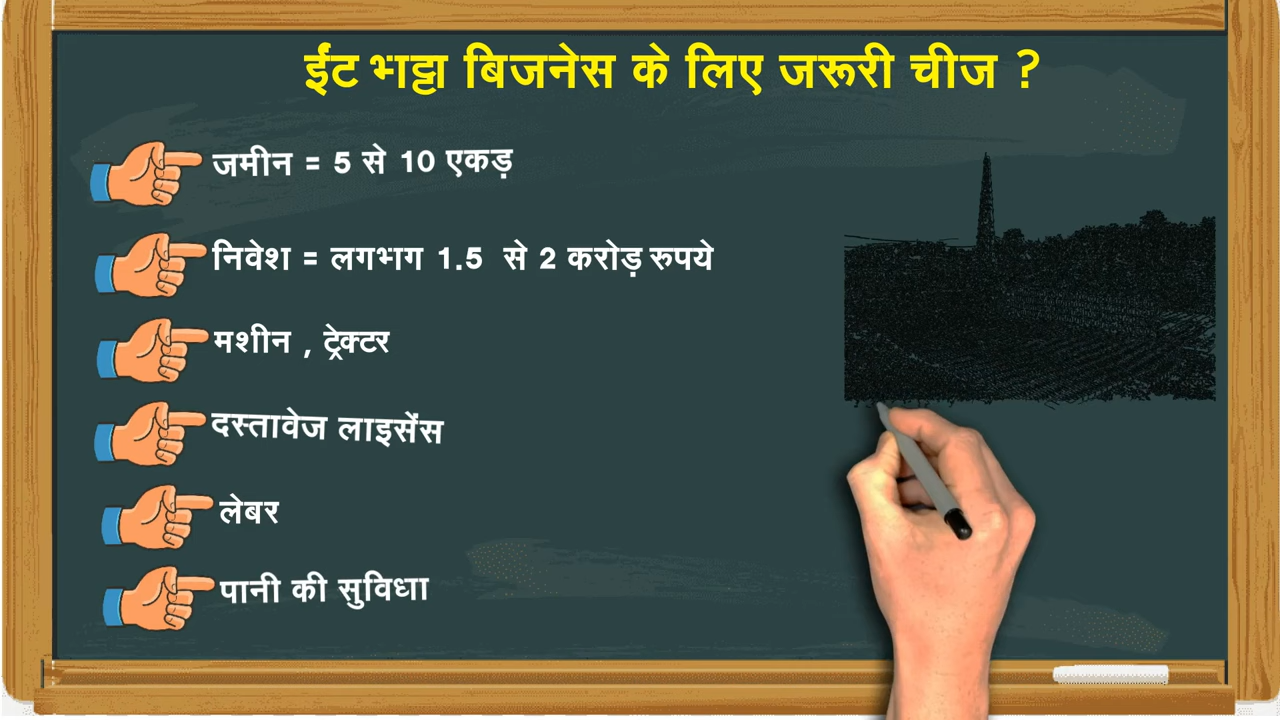 ईंट भट्ठा बिजनेस के लिए जरूरी चीज ?
जमीन = 5 से 10 एकड़
निवेश = लगभग 1.5 से 2 करोड़ रुपये
मशीन , ट्रेक्टर
दस्तावेज लाइसेंस
लेबर
पानी की सुविधा